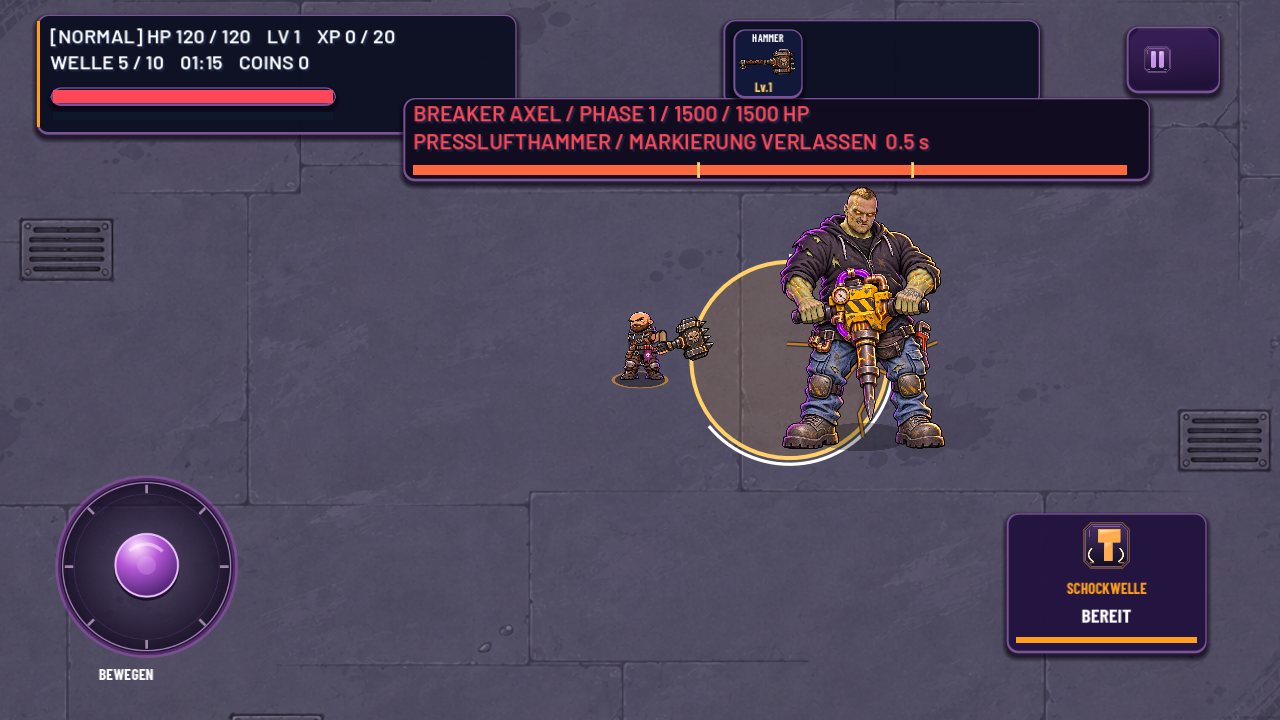 [NORMAL] HP 120 / 120 LV 1 XP 0 / 20
WELLE 5 / 10 01:15 COINS 0
HAMMER
Lv.1
BREAKER AXEL / PHASE 1 / 1500 / 1500 HP
PRESSLUFTHAMMER / MARKIERUNG VERLASSEN 0.5 s
SCHOCKWELLE
BEREIT
BEWEGEN